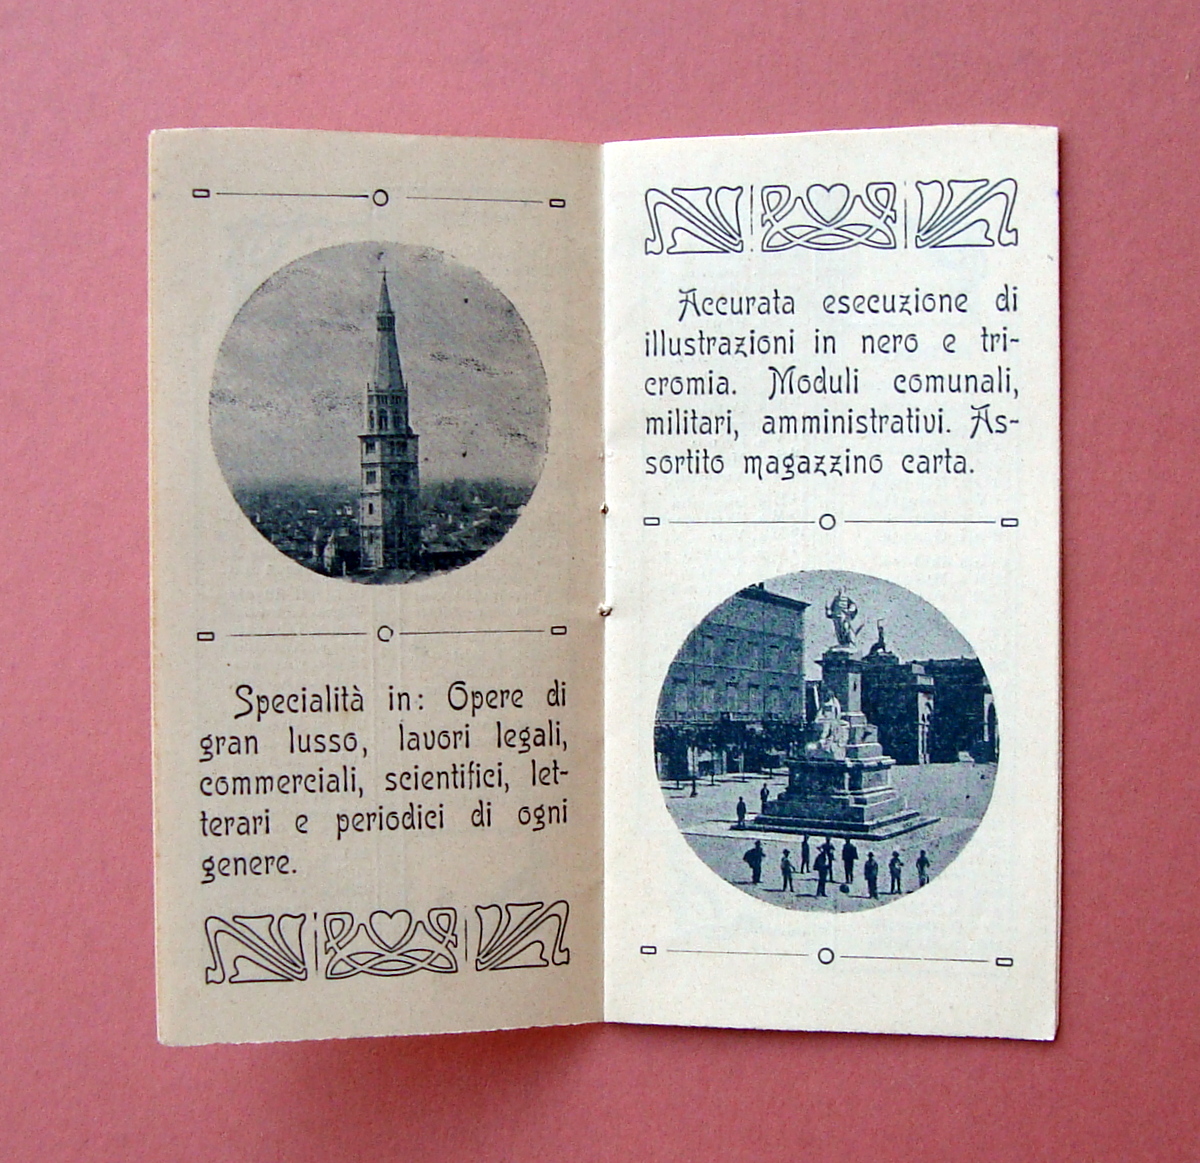 Specialità in: Opere di
gran lusso, lavori legali,
commerciali, scientifici, let-
terari e periodici di ogni
genere.
Accurata esecuzione di
illustrazioni in nero e tri-
cromia. Moduli comunali,
militari, amministrativi. As-
sortito magazzino carta.